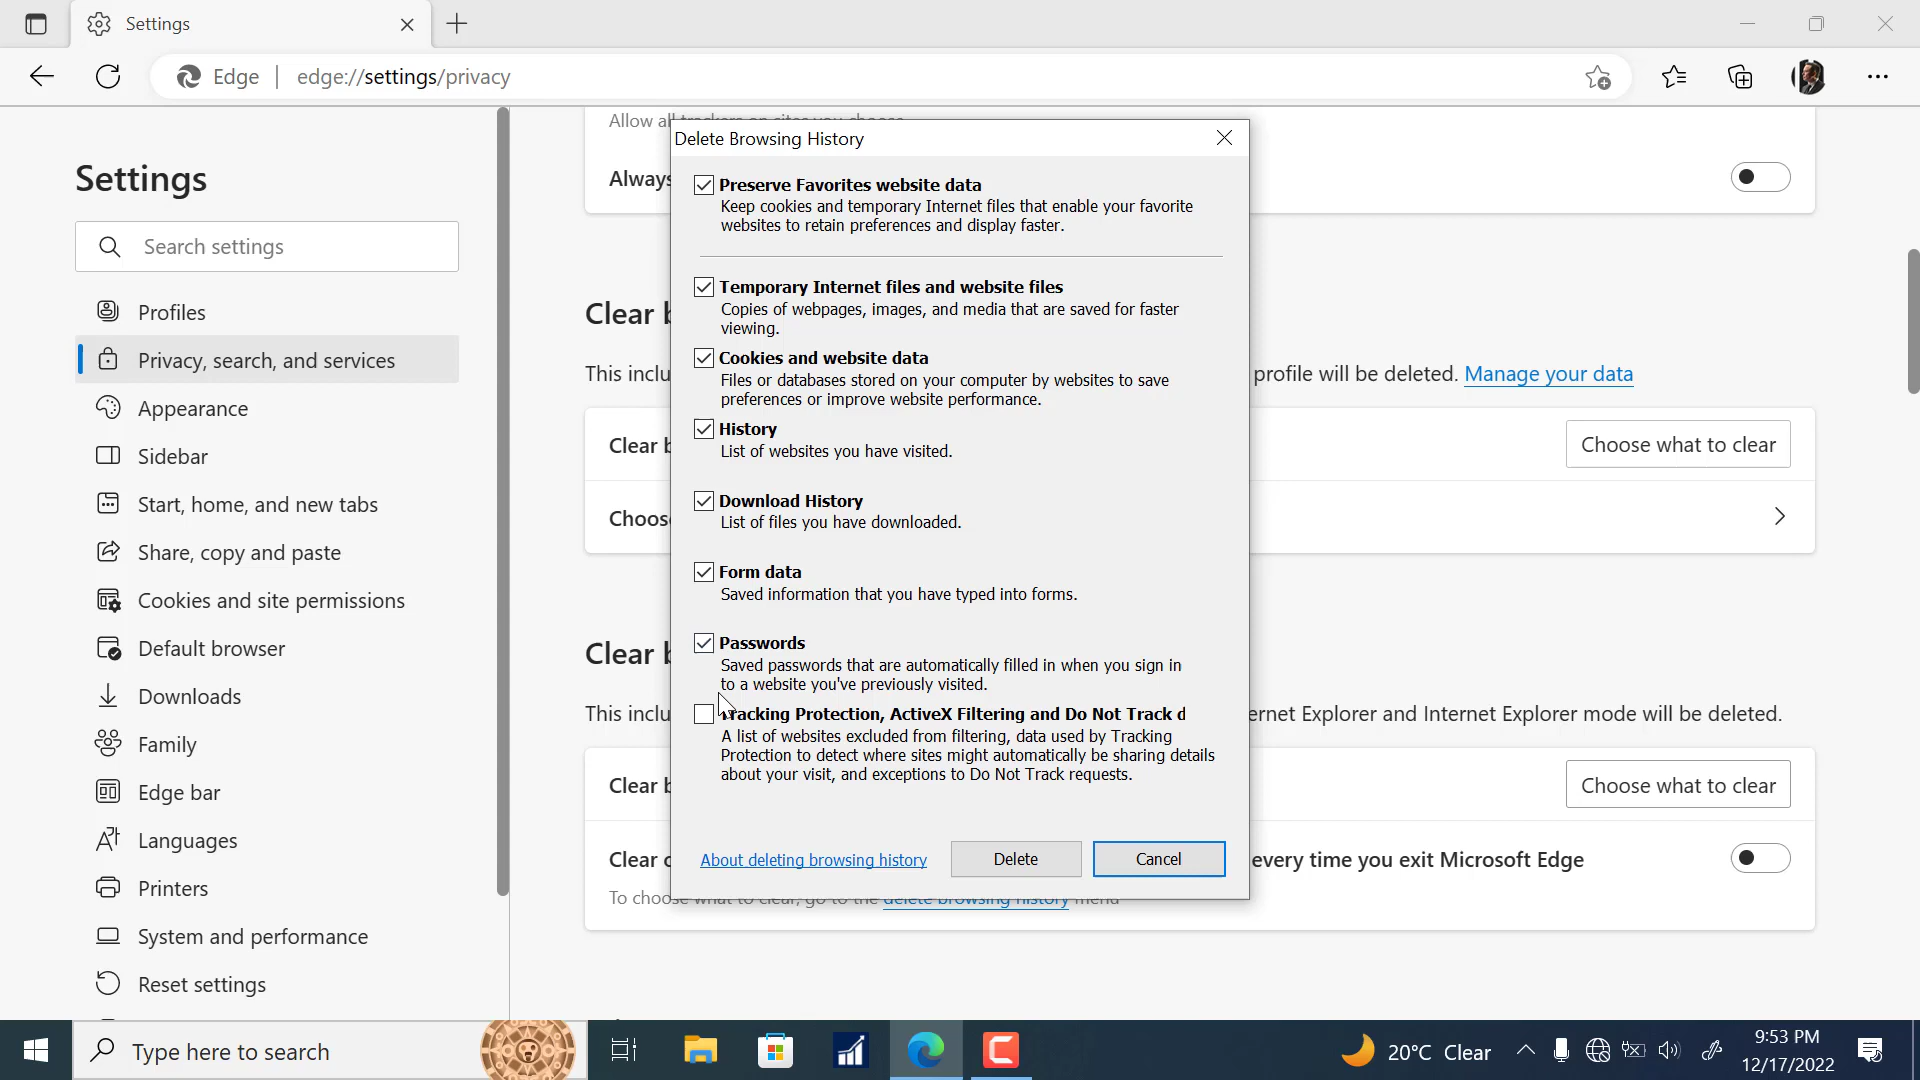 Settings
Edge | edge://settings/privacy
Settings
Search settings
Profiles
Privacy, search, and services
Appearance
Sidebar
Start, home, and new tabs
Share, copy and paste
Cookies and site permissions
Default browser
Downloads
Family
Edge bar
Languages
Printers
System and performance
Reset settings
Always
Clear b
This inclu
profile will be deleted. Manage your data
Clear b
Choose what to clear
Choos
Clear b
This inclu
ernet Explorer and Internet Explorer mode will be deleted.
Clear b
Choose what to clear
Clear c
every time you exit Microsoft Edge
Delete Browsing History
Preserve Favorites website data
Keep cookies and temporary Internet files that enable your favorite
websites to retain preferences and display faster.
Temporary Internet files and website files
Copies of webpages, images, and media that are saved for faster
viewing.
Cookies and website data
Files or databases stored on your computer by websites to save
preferences or improve website performance.
History
List of websites you have visited.
Download History
List of files you have downloaded.
Form data
Saved information that you have typed into forms.
Passwords
Saved passwords that are automatically filled in when you sign in
to a website you've previously visited.
Tracking Protection, ActiveX Filtering and Do Not Track d
A list of websites excluded from filtering, data used by Tracking
Protection to detect where sites might automatically be sharing details
about your visit, and exceptions to Do Not Track requests.
About deleting browsing history
Delete
Cancel
Type here to search
20°C Clear
9:53 PM
12/17/2022